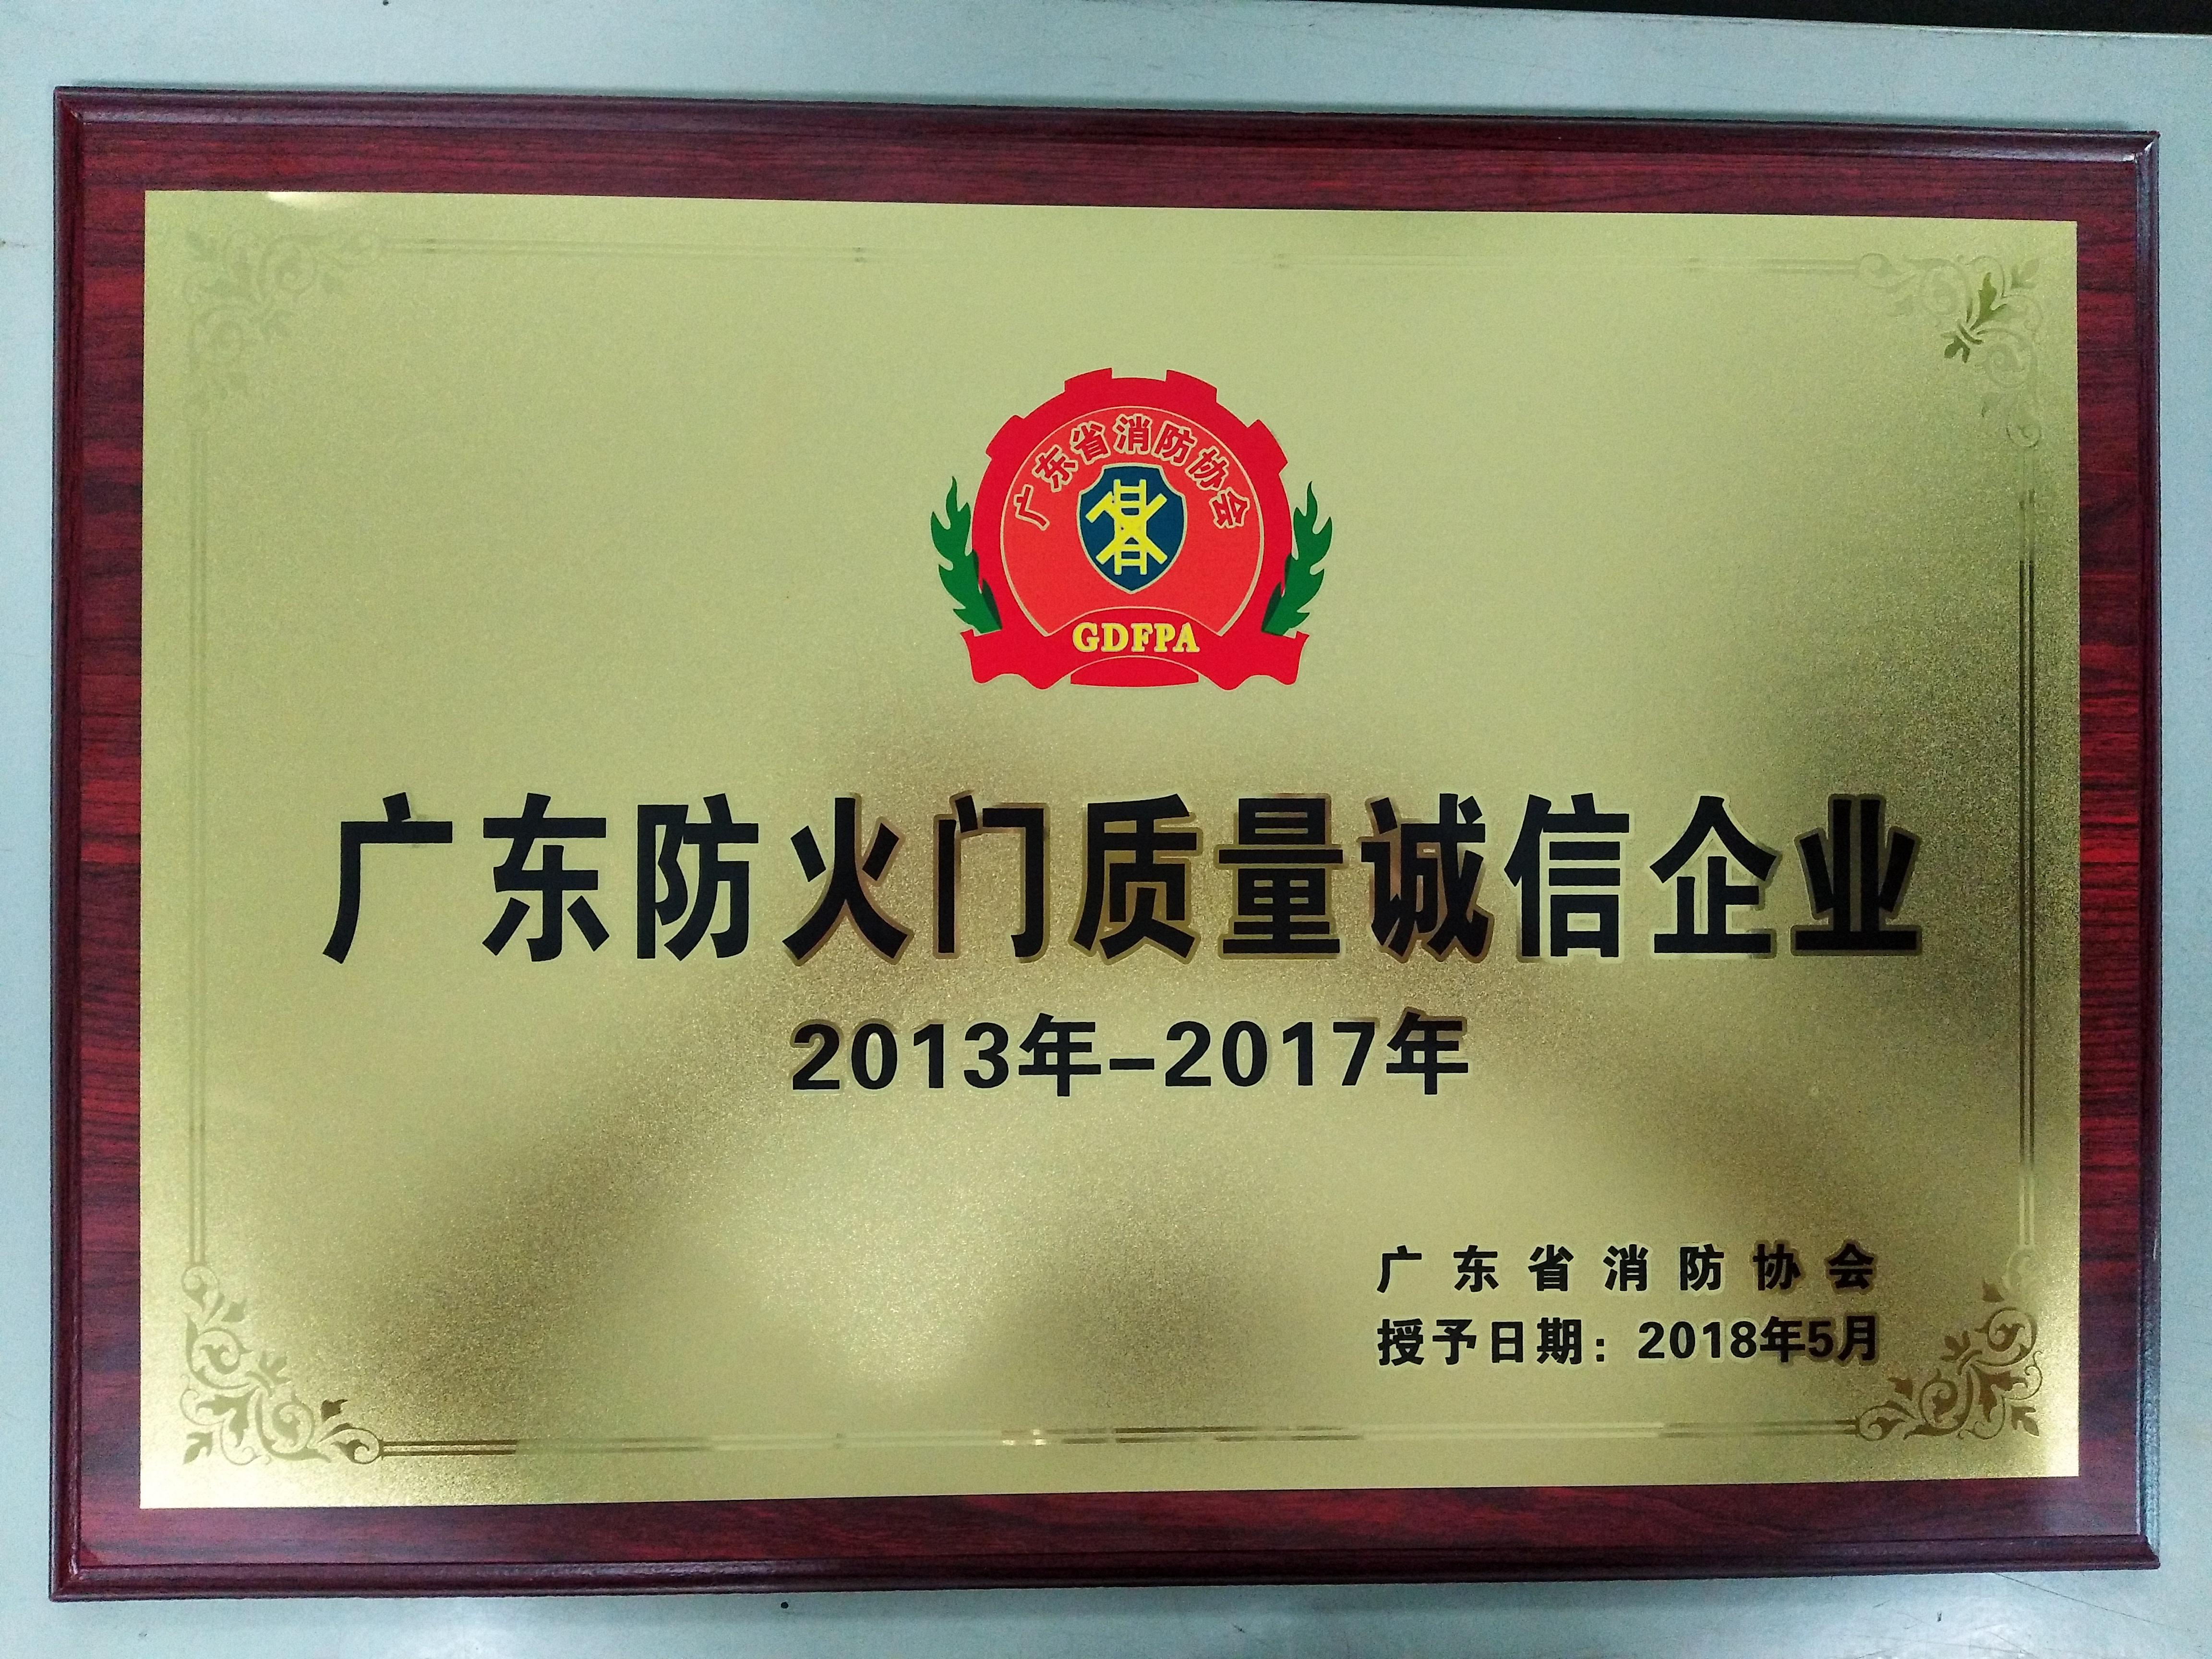 广东省消防协会
GDFPA
广东防火门质量诚信企业
2013年-2017年
广东省消防协会
授予日期：2018年5月